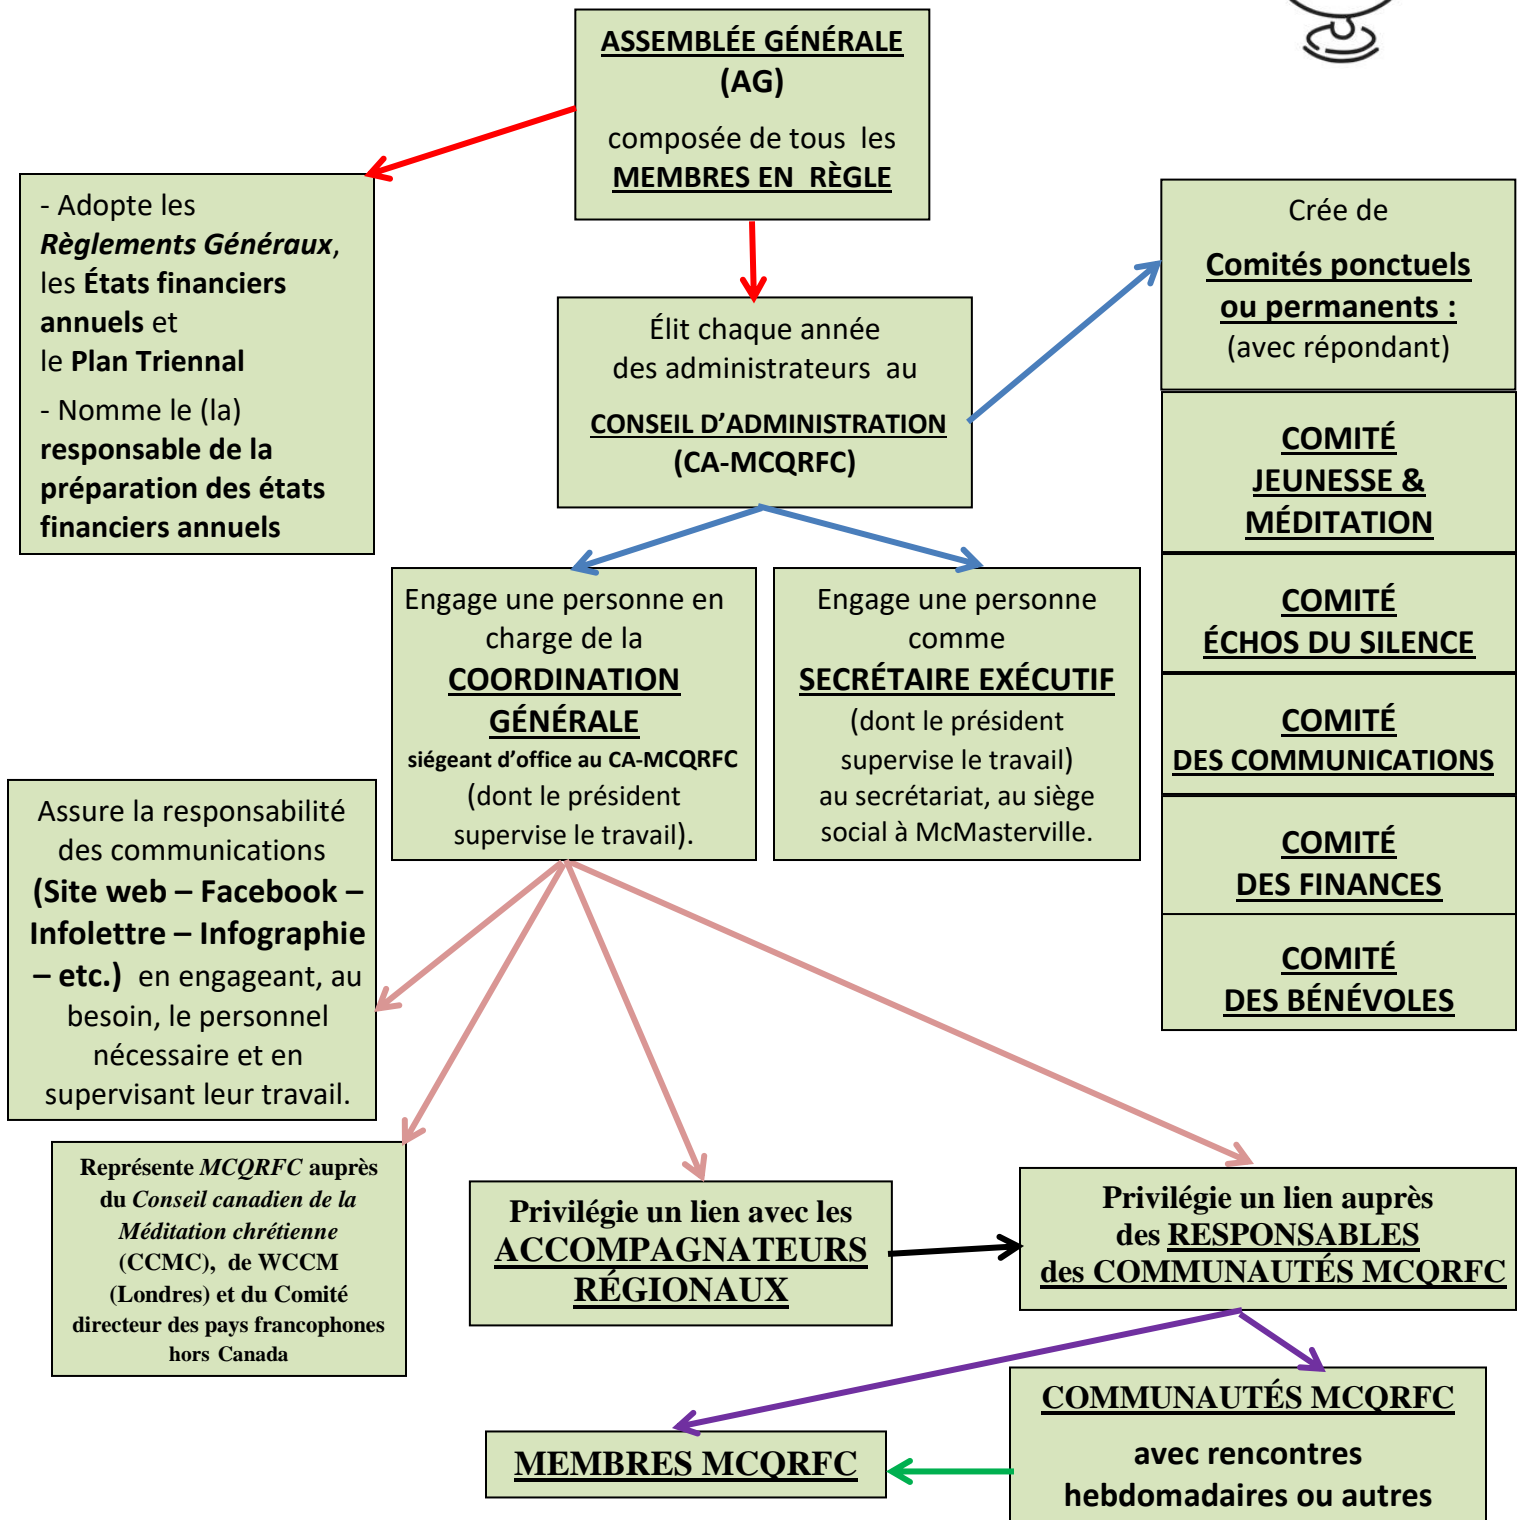 ASSEMBLÉE GÉNÉRALE
(AG)
composée de tous les
MEMBRES EN RÈGLE
- Adopte les
Règlements Généraux,
les États financiers
annuels et
le Plan Triennal
- Nomme le (la)
responsable de la
préparation des états
financiers annuels
Élit chaque année
des administrateurs au
CONSEIL D’ADMINISTRATION
(CA-MCQRFC)
Crée de
Comités ponctuels
ou permanents :
(avec répondant)
COMITÉ
JEUNESSE &
MÉDITATION
COMITÉ
ÉCHOS DU SILENCE
COMITÉ
DES COMMUNICATIONS
COMITÉ
DES FINANCES
COMITÉ
DES BÉNÉVOLES
Engage une personne en
charge de la
COORDINATION
GÉNÉRALE
siégeant d’office au CA-MCQRFC
(dont le président
supervise le travail).
Engage une personne
comme
SECRÉTAIRE EXÉCUTIF
(dont le président
supervise le travail)
au secrétariat, au siège
social à McMasterville.
Assure la responsabilité
des communications
(Site web – Facebook –
Infolettre – Infographie
– etc.) en engageant, au
besoin, le personnel
nécessaire et en
supervisant leur travail.
Représente MCQRFC auprès
du Conseil canadien de la
Méditation chrétienne
(CCMC), de WCCM
(Londres) et du Comité
directeur des pays francophones
hors Canada
Privilégie un lien avec les
ACCOMPAGNATEURS
RÉGIONAUX
Privilégie un lien auprès
des RESPONSABLES
des COMMUNAUTÉS MCQRFC
MEMBRES MCQRFC
COMMUNAUTÉS MCQRFC
avec rencontres
hebdomadaires ou autres